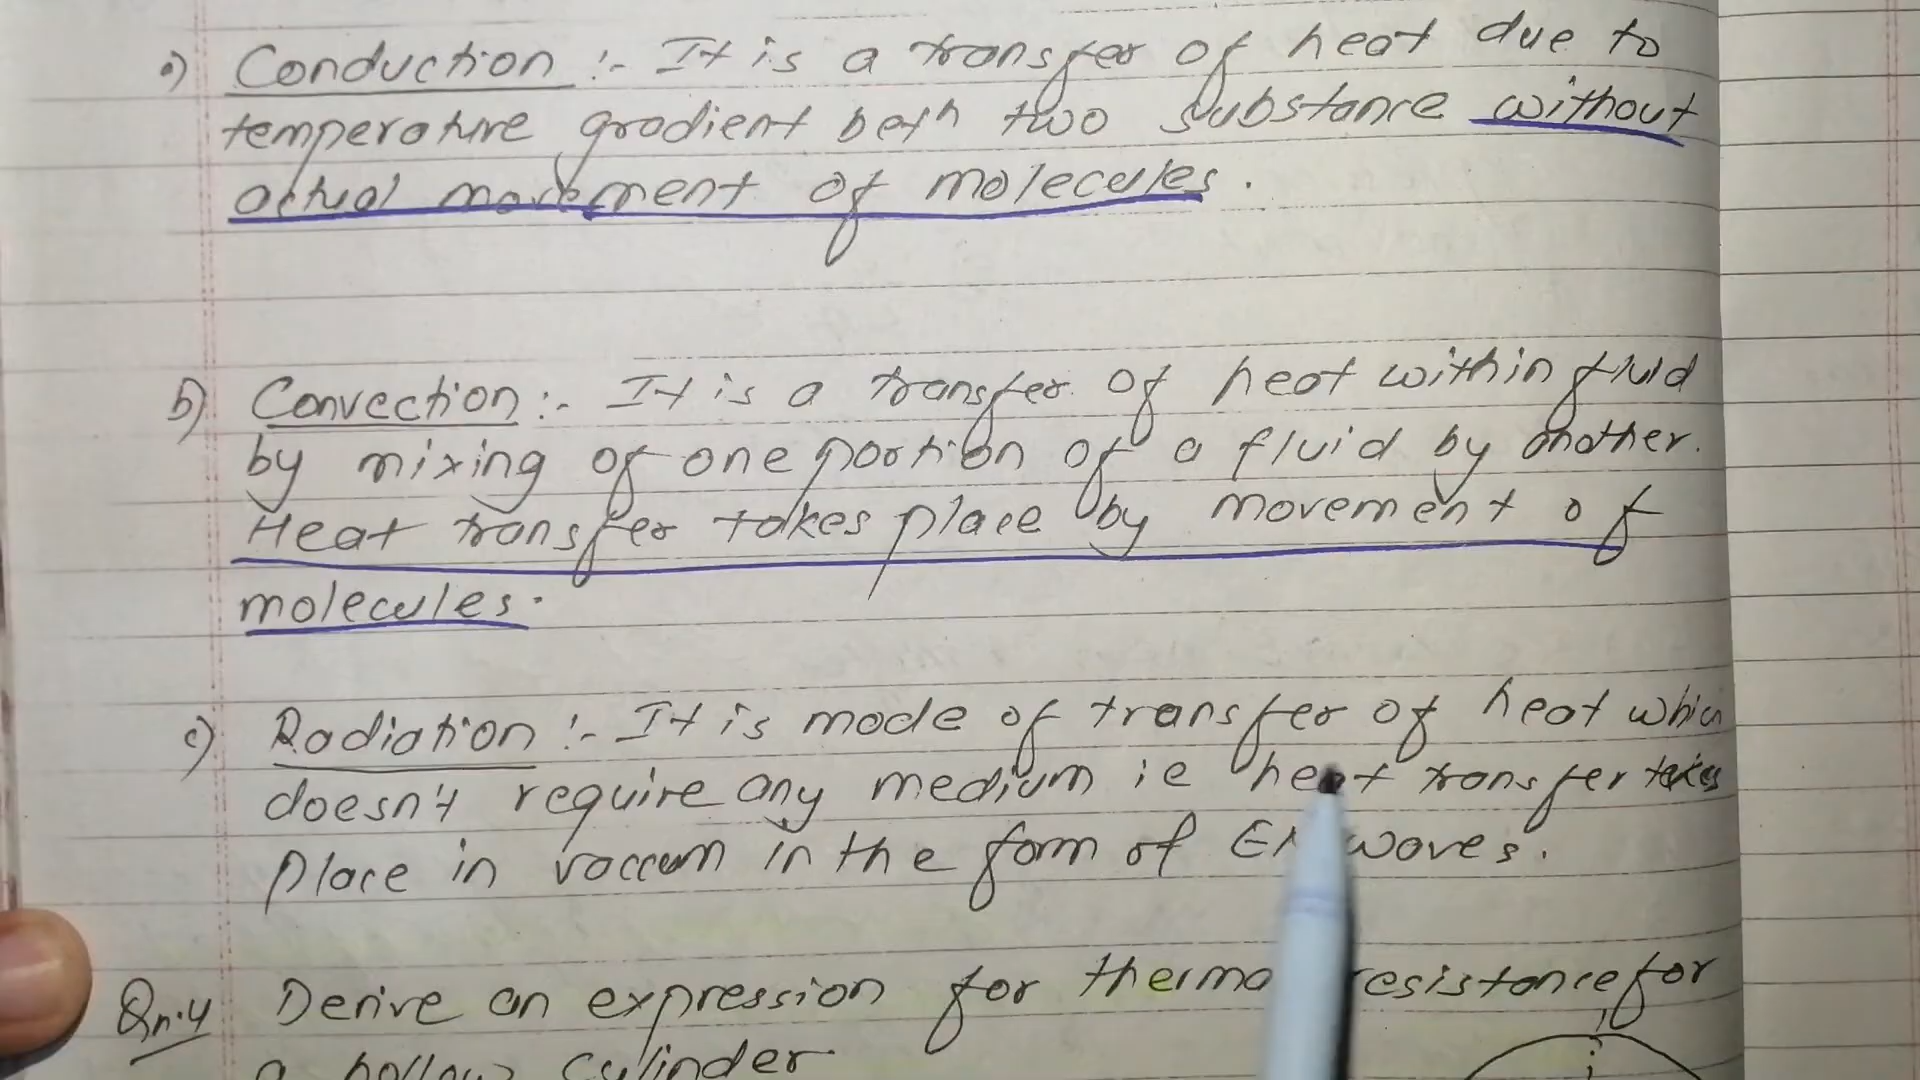 a) Conduction :- It is a transfer of heat due to
temperature gradient betn two substance without
actual movement of molecules.
b) Convection :- It is a transfer of heat within fluid
by mixing of one portion of a fluid by another.
Heat transfer takes place by movement of
molecules.
c) Radiation :- It is mode of transfer of heat which
doesn't require any medium ie heat transfer takes
place in vaccum in the form of EM waves.
Qn.4 Derive an expression for thermal resistance for
a hollow cylinder